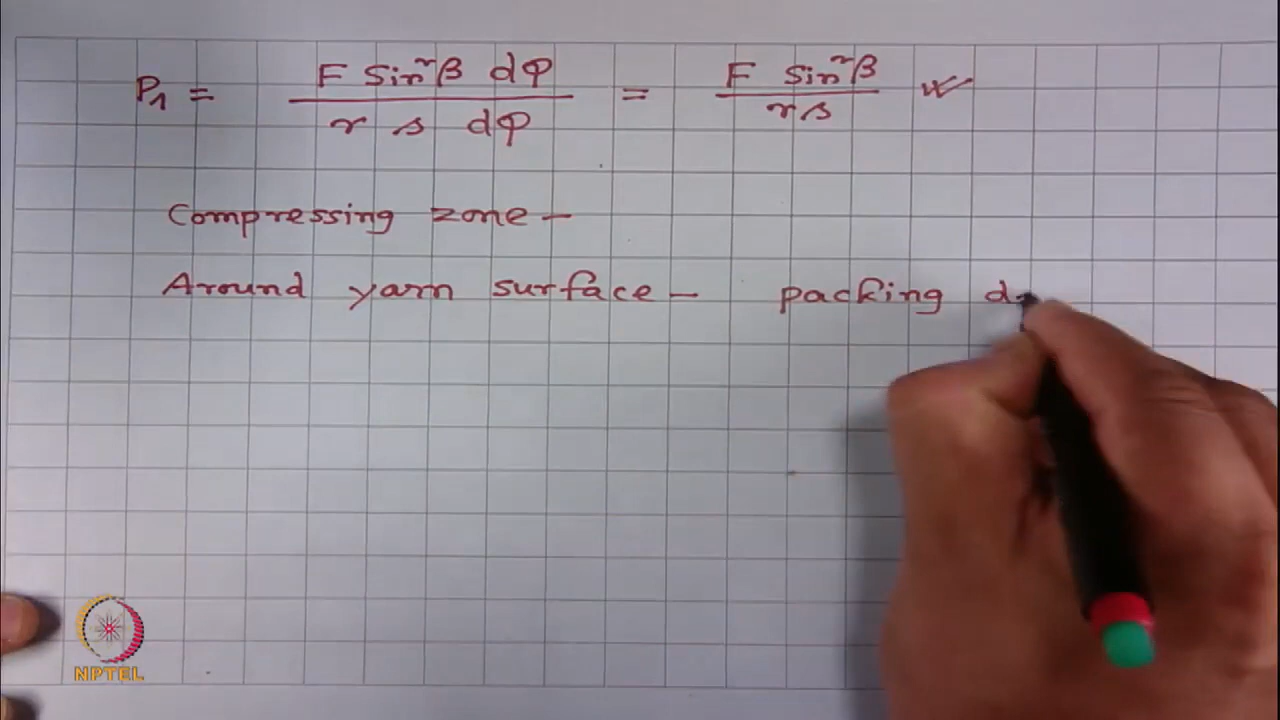 P₁ = F Sin²β dφ / r s dφ = F Sin²β / r s
Compressing zone –
Around yarn surface – packing
NPTEL